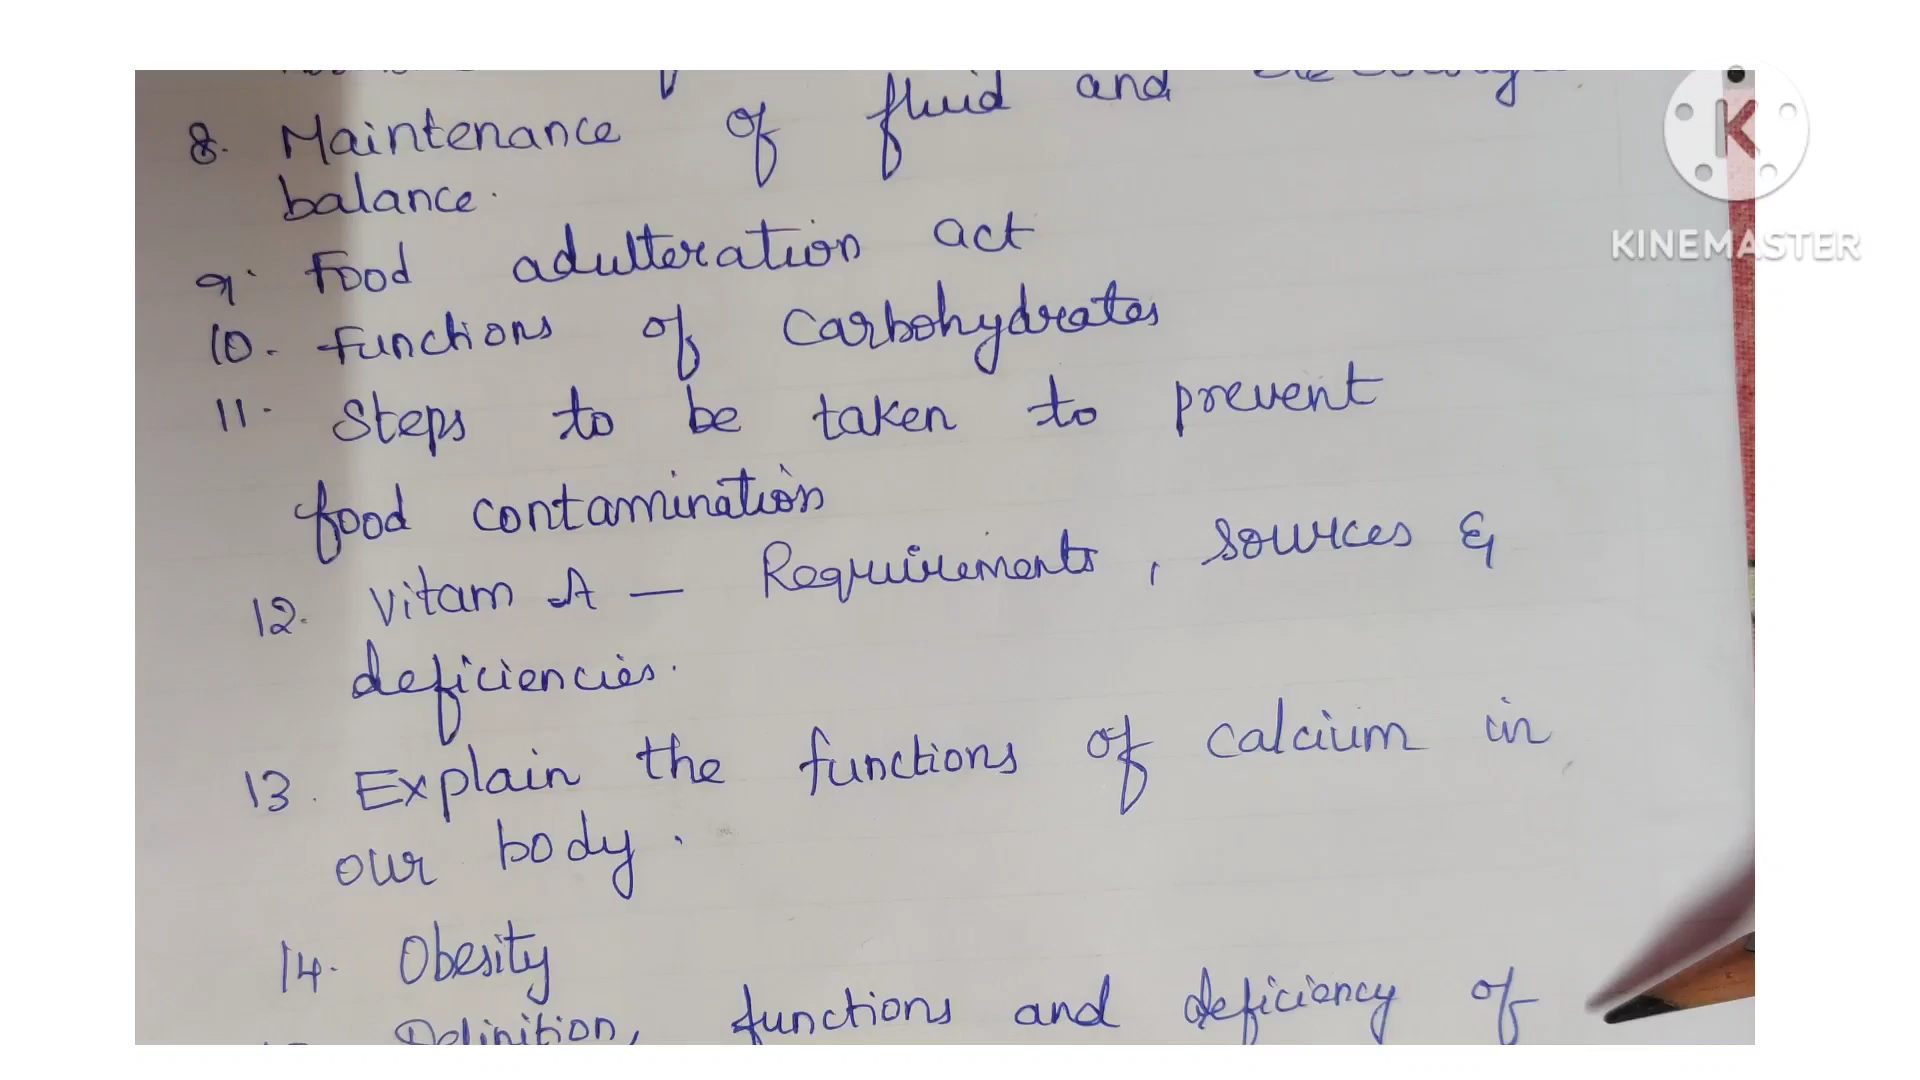 8. Maintenance of fluid and
balance.
9. Food adulteration act
10. Functions of Carbohydrates
11. Steps to be taken to prevent
food contamination
12. Vitam A — Requirements, sources &
deficiencies.
13. Explain the functions of calcium in
our body.
14. Obesity
Definition, functions and deficiency of
K
KINEMASTER